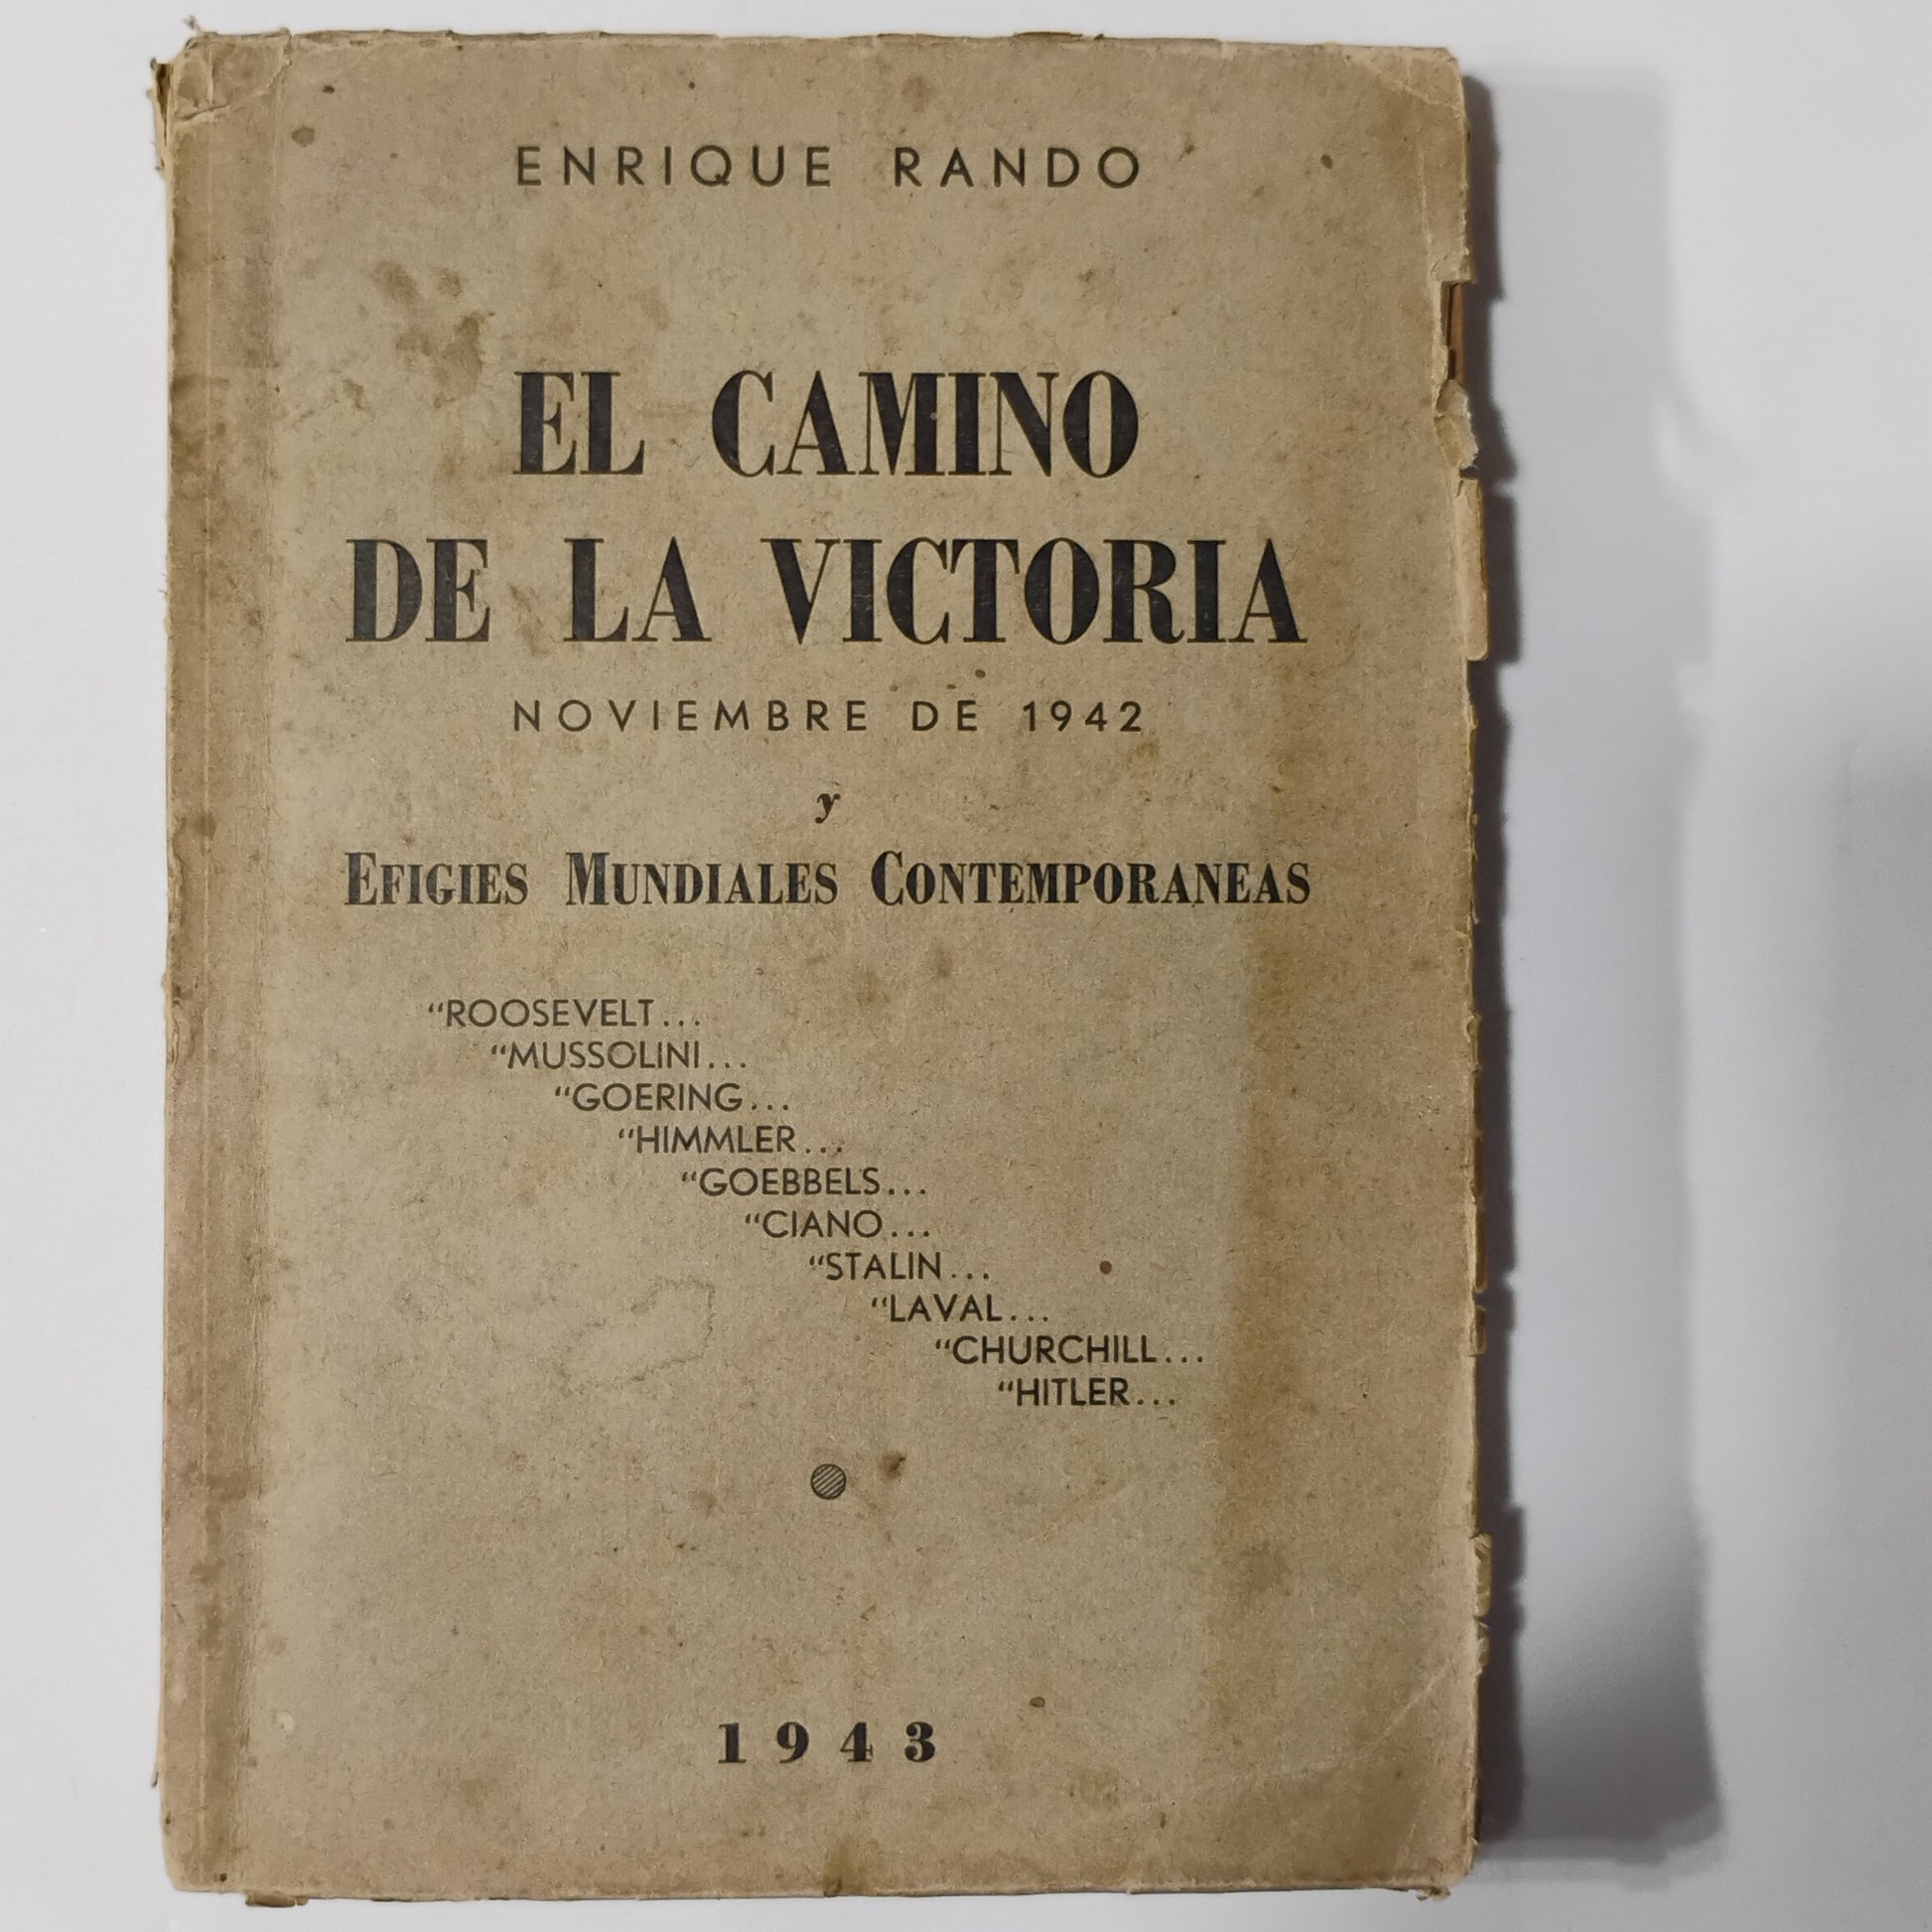 ENRIQUE RANDO
EL CAMINO
DE LA VICTORIA
NOVIEMBRE DE 1942
y
EFIGIES MUNDIALES CONTEMPORANEAS
“ROOSEVELT...
“MUSSOLINI...
“GOERING...
“HIMMLER...
“GOEBBELS...
“CIANO...
“STALIN...
“LAVAL...
“CHURCHILL...
“HITLER...
1943